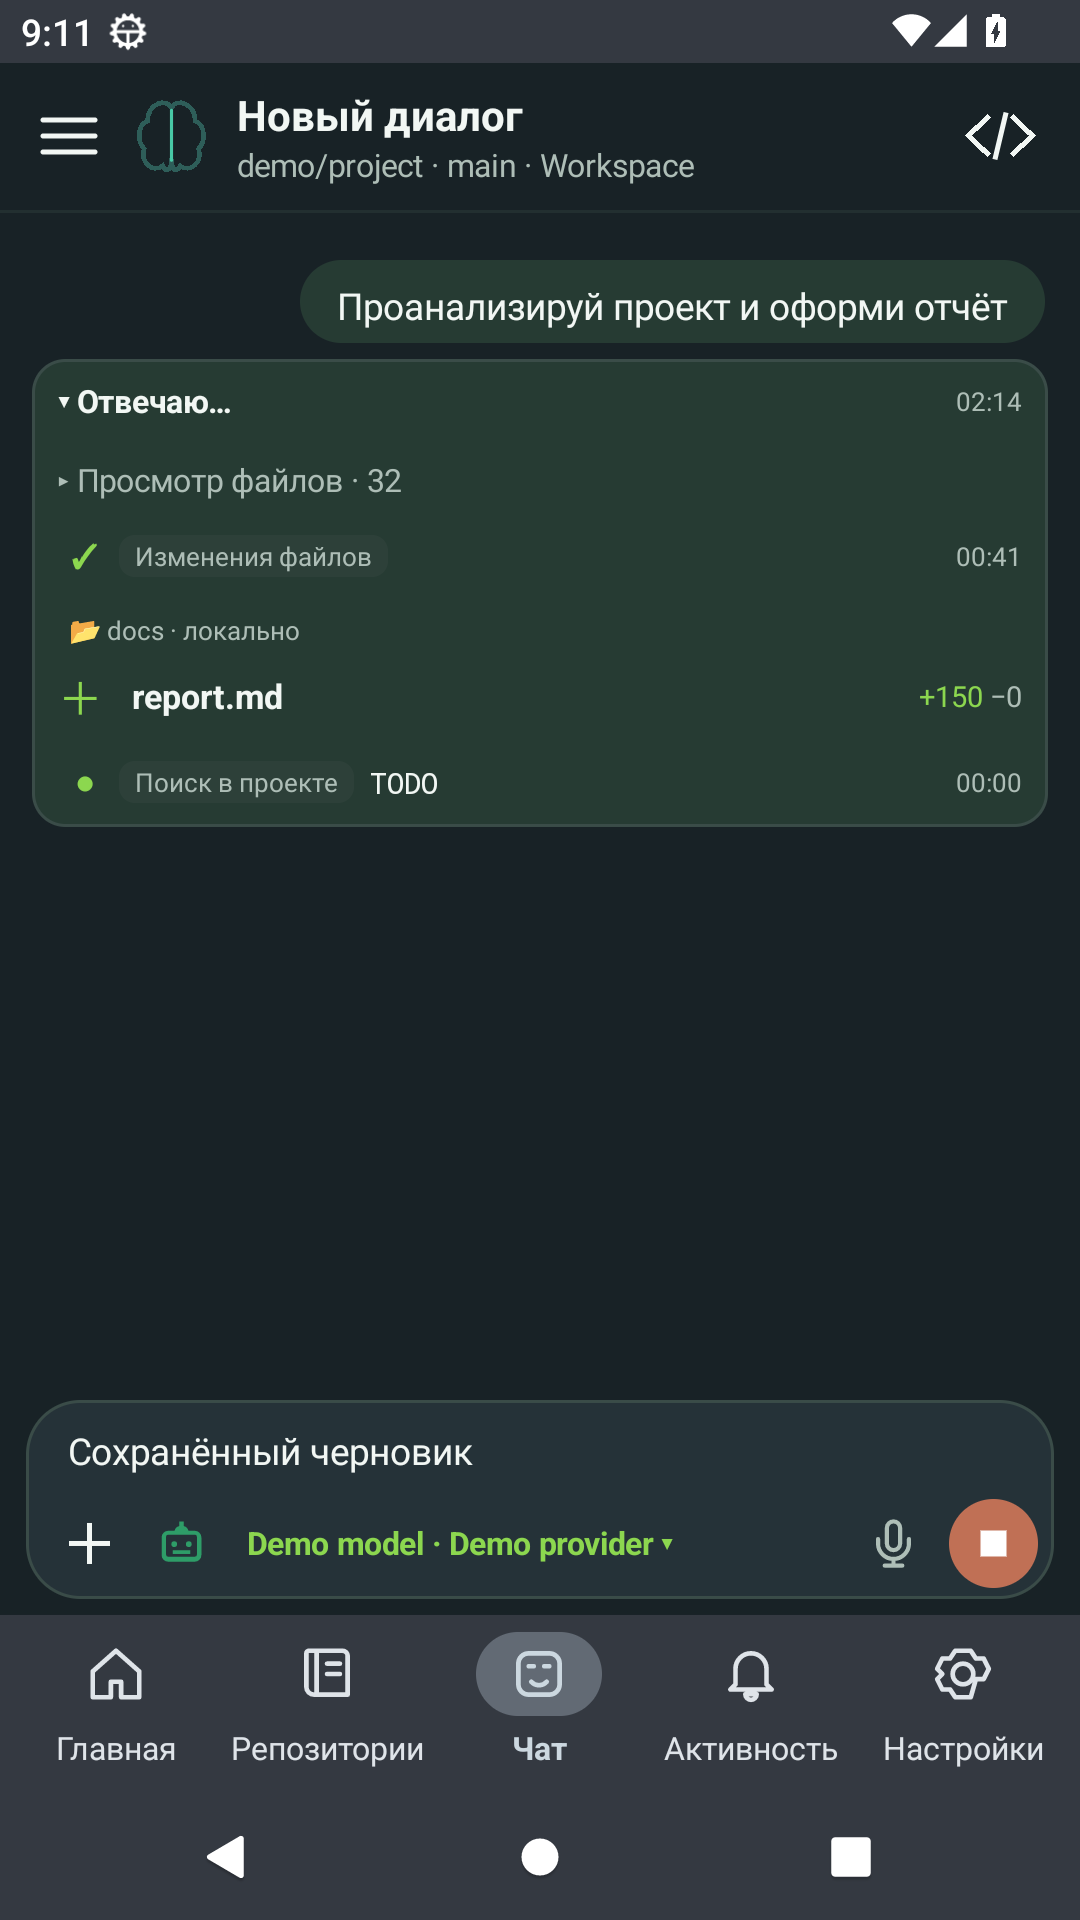 9:11
Новый диалог
demo/project · main · Workspace
Проанализируй проект и оформи отчёт
▾ Отвечаю... 02:14
▸ Просмотр файлов · 32
✓ Изменения файлов 00:41
📂 docs · локально
+ report.md +150 −0
● Поиск в проекте TODO 00:00
Сохранённый черновик
Demo model · Demo provider ▾
Главная Репозитории Чат Активность Настройки